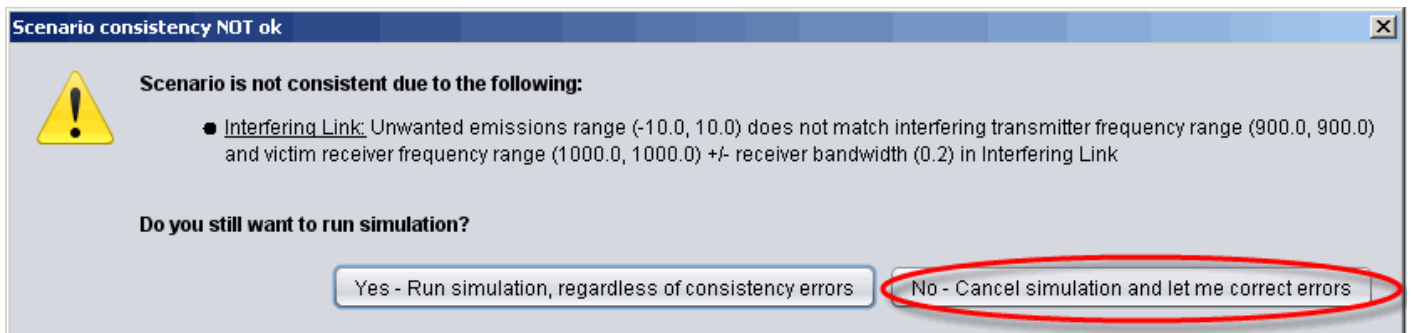 Scenario consistency NOT ok
Scenario is not consistent due to the following:
● Interfering Link: Unwanted emissions range (-10.0, 10.0) does not match interfering transmitter frequency range (900.0, 900.0)
and victim receiver frequency range (1000.0, 1000.0) +/- receiver bandwidth (0.2) in Interfering Link
Do you still want to run simulation?
Yes - Run simulation, regardless of consistency errors
No - Cancel simulation and let me correct errors